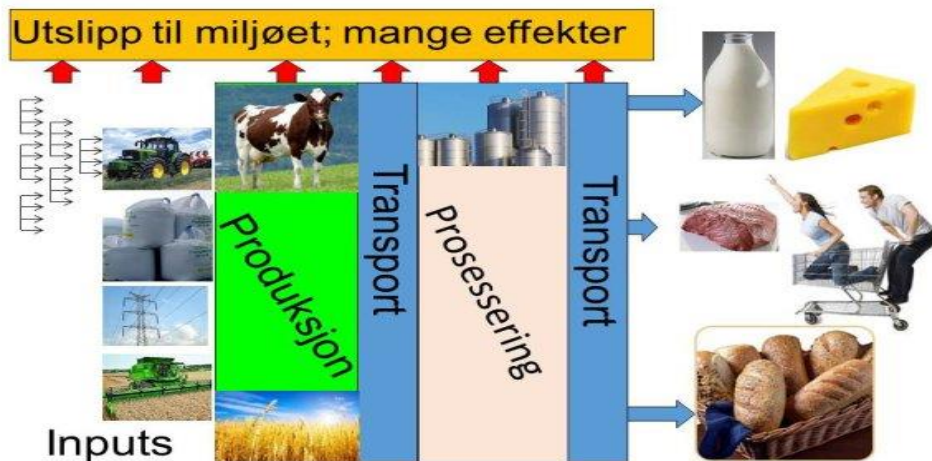 Utslipp til miljøet; mange effekter
Produksjon
Transport
Prosessering
Transport
Inputs